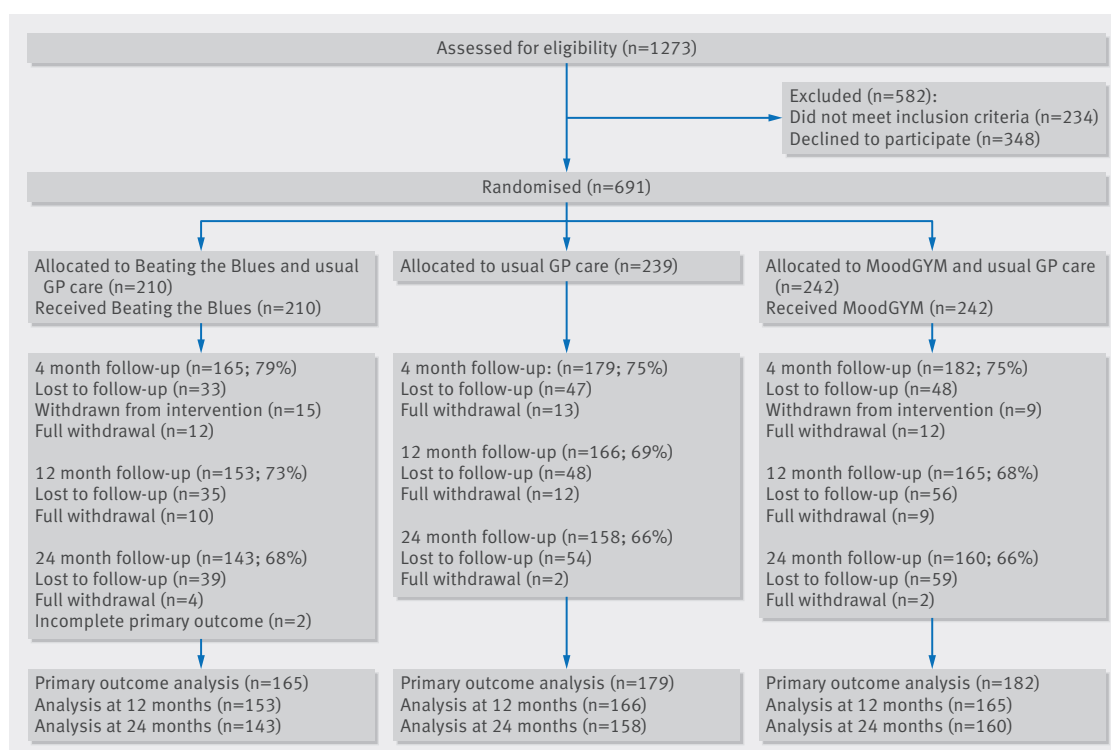 Assessed for eligibility (n=1273)
Excluded (n=582):
Did not meet inclusion criteria (n=234)
Declined to participate (n=348)
Randomised (n=691)
Allocated to Beating the Blues and usual
GP care (n=210)
Received Beating the Blues (n=210)
Allocated to usual GP care (n=239)
Allocated to MoodGYM and usual GP care
(n=242)
Received MoodGYM (n=242)
4 month follow-up (n=165; 79%)
Lost to follow-up (n=33)
Withdrawn from intervention (n=15)
Full withdrawal (n=12)
12 month follow-up (n=153; 73%)
Lost to follow-up (n=35)
Full withdrawal (n=10)
24 month follow-up (n=143; 68%)
Lost to follow-up (n=39)
Full withdrawal (n=4)
Incomplete primary outcome (n=2)
4 month follow-up: (n=179; 75%)
Lost to follow-up (n=47)
Full withdrawal (n=13)
12 month follow-up (n=166; 69%)
Lost to follow-up (n=48)
Full withdrawal (n=12)
24 month follow-up (n=158; 66%)
Lost to follow-up (n=54)
Full withdrawal (n=2)
4 month follow-up (n=182; 75%)
Lost to follow-up (n=48)
Withdrawn from intervention (n=9)
Full withdrawal (n=12)
12 month follow-up (n=165; 68%)
Lost to follow-up (n=56)
Full withdrawal (n=9)
24 month follow-up (n=160; 66%)
Lost to follow-up (n=59)
Full withdrawal (n=2)
Primary outcome analysis (n=165)
Analysis at 12 months (n=153)
Analysis at 24 months (n=143)
Primary outcome analysis (n=179)
Analysis at 12 months (n=166)
Analysis at 24 months (n=158)
Primary outcome analysis (n=182)
Analysis at 12 months (n=165)
Analysis at 24 months (n=160)